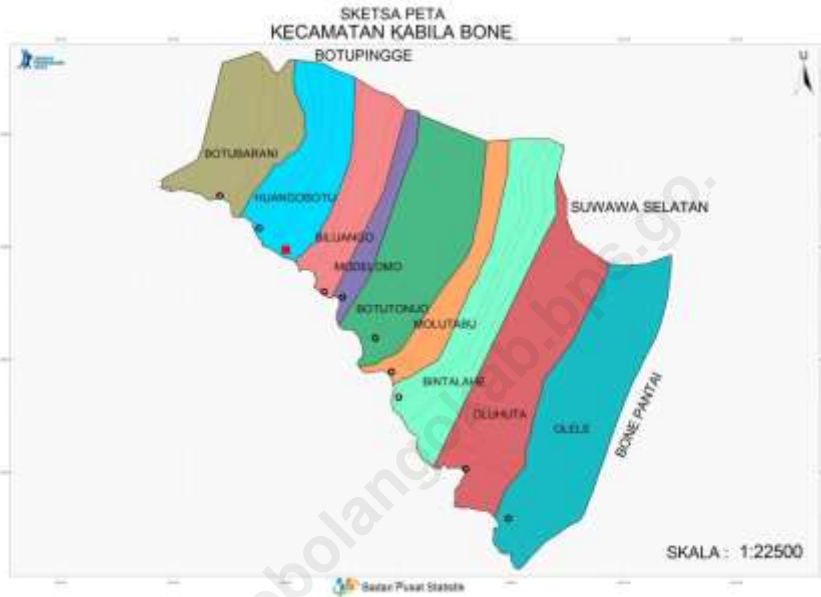 SKETSA PETA
KECAMATAN KABILA BONE
BOTUPINGGE
U
BOTUBARANI
HUANGOBOTU
SUWAWA SELATAN
BILUANGO
MODELOMO
BOTUTONUO
MOLUTABU
BINTALAHE
OLUHUTA
OLELE
BONE PANTAI
SKALA : 1:22500
Badan Pusat Statistik